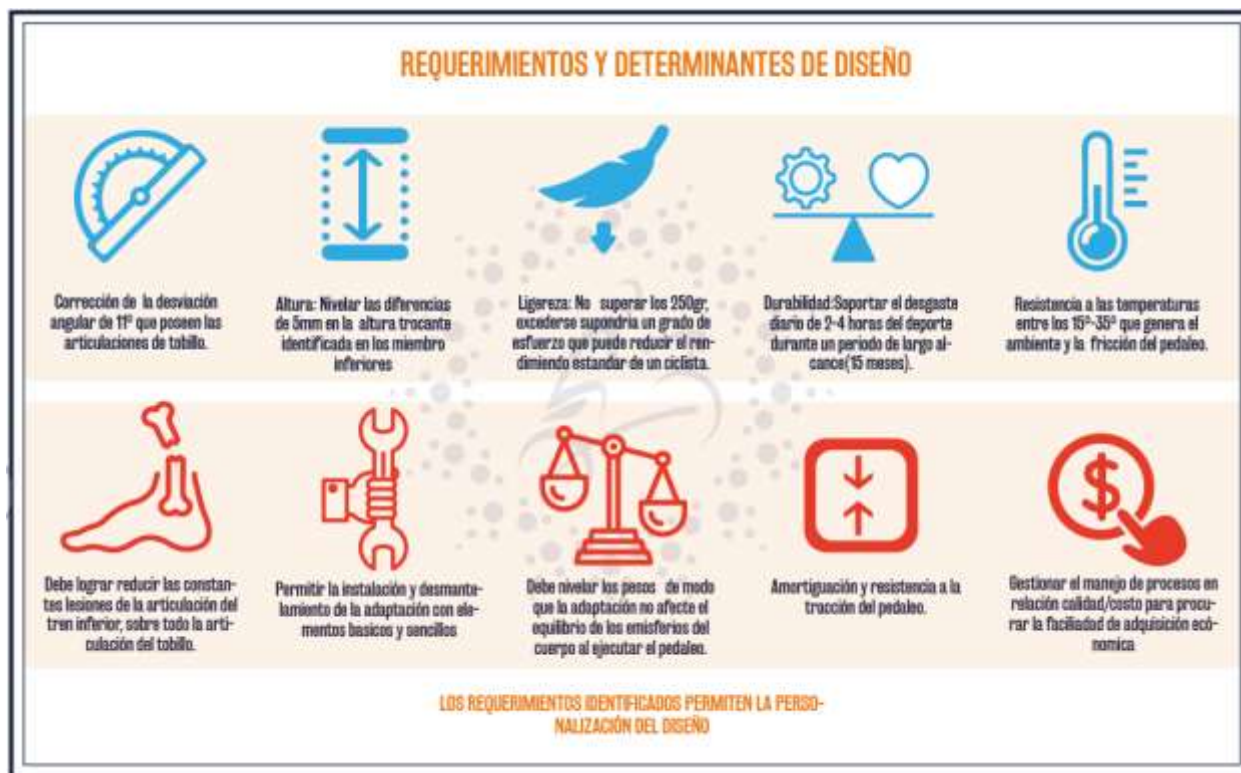 REQUERIMIENTOS Y DETERMINANTES DE DISEÑO
Corrección de la desviación
angular de 11º que poseen las
articulaciones de tobillo.
Altura: Nivelar las diferencias
de 5mm en la altura trocante
identificada en los miembro
inferiores
Ligereza: No superar los 250gr,
excederse supondria un grado de
esfuerzo que puede reducir el ren-
dimiendo estandar de un ciclista.
Durabilidad:Soportar el desgaste
diario de 2-4 horas del deporte
durante un periodo de largo al-
cance(15 meses).
Resistencia a las temperaturas
entre los 15º-35º que genera el
ambiente y la fricción del pedaleo.
Debe lograr reducir las constan-
tes lesiones de la articulación del
tren inferior, sobre todo la arti-
culación del tobillo.
Permitir la instalación y desmante-
lamiento de la adaptación con ele-
mentos basicos y sencillos
Debe nivelar los pesos de modo
que la adaptación no afecte el
equilibrio de los emisferios del
cuerpo al ejecutar el pedaleo.
Amortiguación y resistencia a la
tracción del pedaleo.
$
Gestionar el manejo de procesos en
relación calidad/costo para procu-
rar la faciliadad de adquisición ecó-
nomica
LOS REQUERIMIENTOS IDENTIFICADOS PERMITEN LA PERSO-
NALIZACIÓN DEL DISEÑO